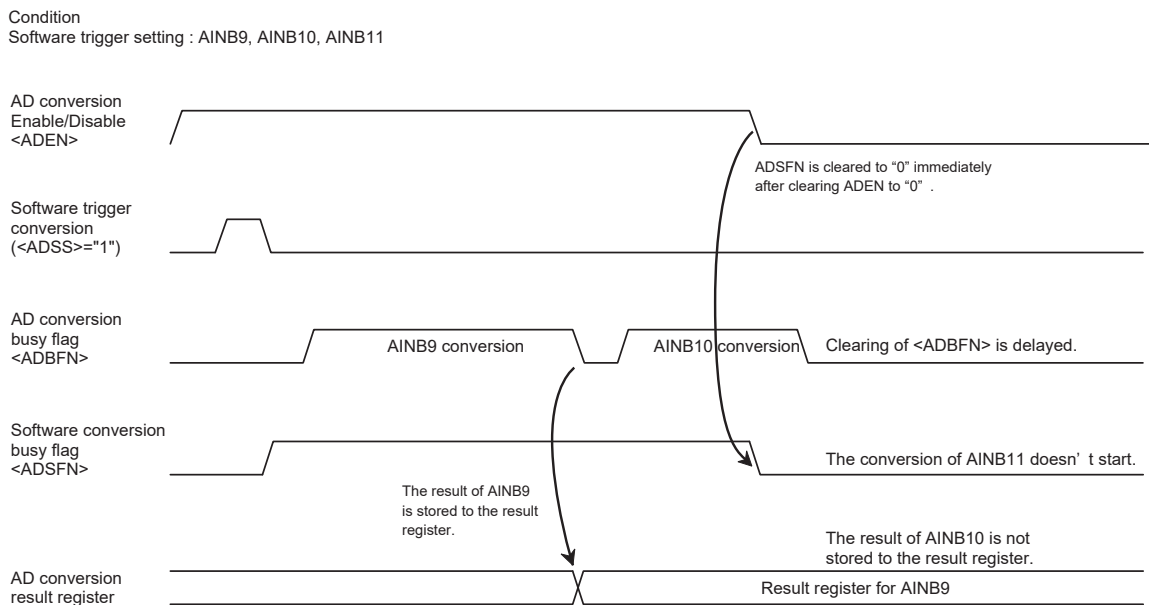 Condition
Software trigger setting : AINB9, AINB10, AINB11
AD conversion
Enable/Disable
<ADEN>
ADSFN is cleared to “0” immediately
after clearing ADEN to “0” .
Software trigger
conversion
(<ADSS>="1")
AD conversion
busy flag
<ADBFN>
AINB9 conversion
AINB10 conversion
Clearing of <ADBFN> is delayed.
Software conversion
busy flag
<ADSFN>
The conversion of AINB11 doesn’ t start.
The result of AINB9
is stored to the result
register.
The result of AINB10 is not
stored to the result register.
AD conversion
result register
Result register for AINB9